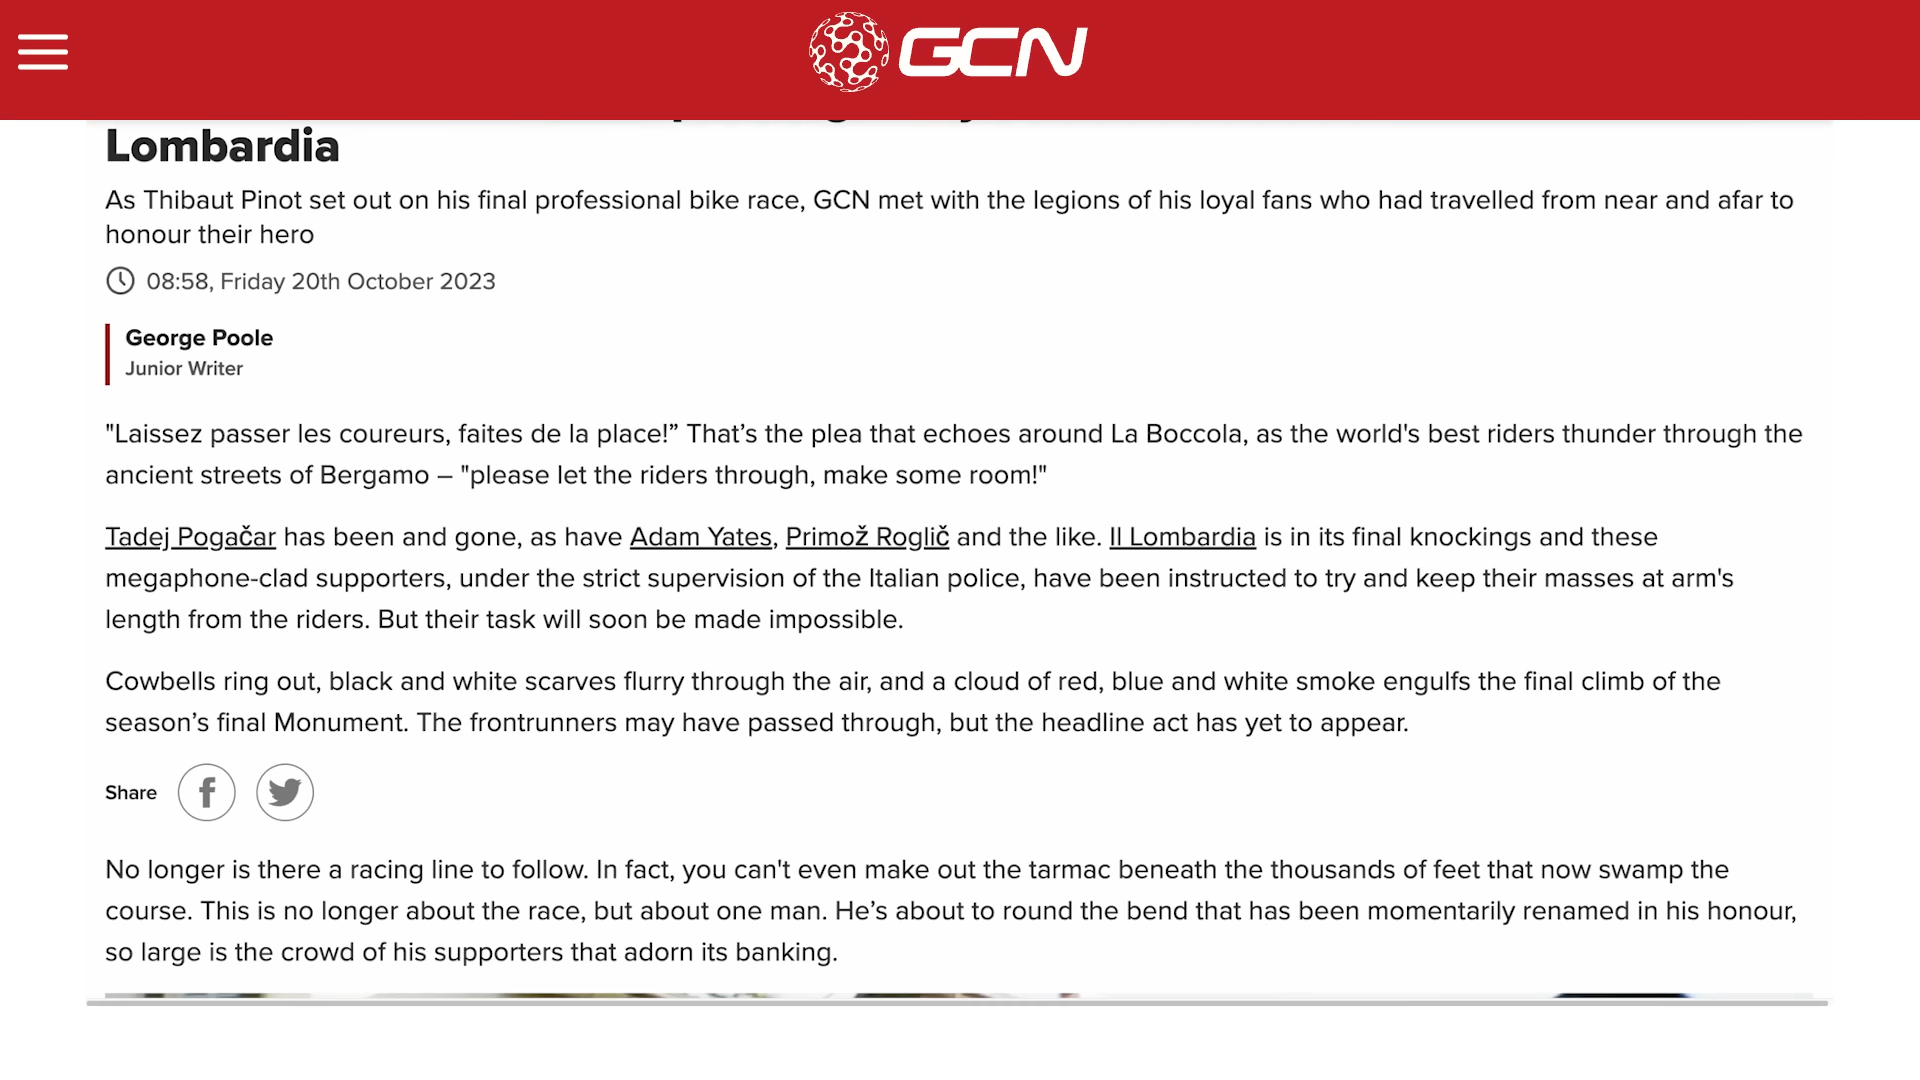 GCN
Lombardia
As Thibaut Pinot set out on his final professional bike race, GCN met with the legions of his loyal fans who had travelled from near and afar to
honour their hero
08:58, Friday 20th October 2023
George Poole
Junior Writer
"Laissez passer les coureurs, faites de la place!” That’s the plea that echoes around La Boccola, as the world's best riders thunder through the
ancient streets of Bergamo – "please let the riders through, make some room!"
Tadej Pogačar has been and gone, as have Adam Yates, Primož Roglič and the like. Il Lombardia is in its final knockings and these
megaphone-clad supporters, under the strict supervision of the Italian police, have been instructed to try and keep their masses at arm's
length from the riders. But their task will soon be made impossible.
Cowbells ring out, black and white scarves flurry through the air, and a cloud of red, blue and white smoke engulfs the final climb of the
season’s final Monument. The frontrunners may have passed through, but the headline act has yet to appear.
Share
No longer is there a racing line to follow. In fact, you can't even make out the tarmac beneath the thousands of feet that now swamp the
course. This is no longer about the race, but about one man. He’s about to round the bend that has been momentarily renamed in his honour,
so large is the crowd of his supporters that adorn its banking.